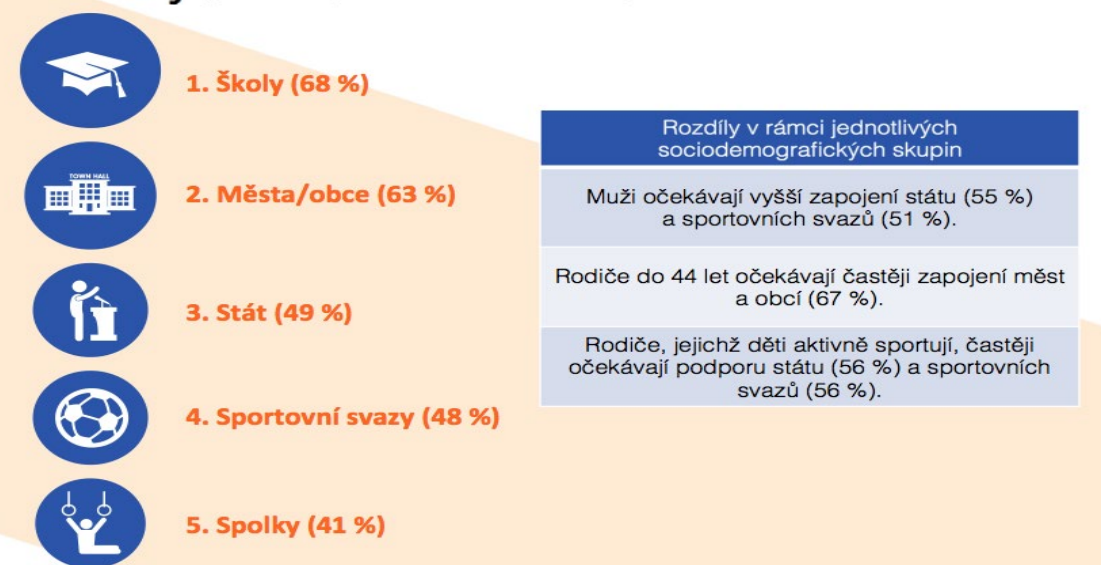 1. Školy (68 %)
TOWN HALL
2. Města/obce (63 %)
3. Stát (49 %)
4. Sportovní svazy (48 %)
5. Spolky (41 %)
Rozdíly v rámci jednotlivých
sociodemografických skupin
Muži očekávají vyšší zapojení státu (55 %)
a sportovních svazů (51 %).
Rodiče do 44 let očekávají častěji zapojení měst
a obcí (67 %).
Rodiče, jejichž děti aktivně sportují, častěji
očekávají podporu státu (56 %) a sportovních
svazů (56 %).